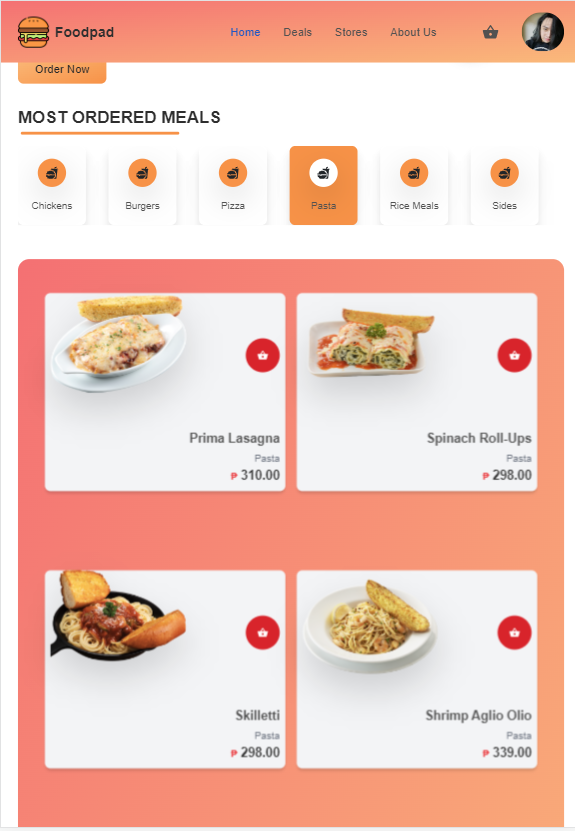 Foodpad
Home Deals Stores About Us
Order Now
MOST ORDERED MEALS
Chickens Burgers Pizza Pasta Rice Meals Sides
Prima Lasagna
Pasta
₱ 310.00
Spinach Roll-Ups
Pasta
₱ 298.00
Skilletti
Pasta
₱ 298.00
Shrimp Aglio Olio
Pasta
₱ 339.00